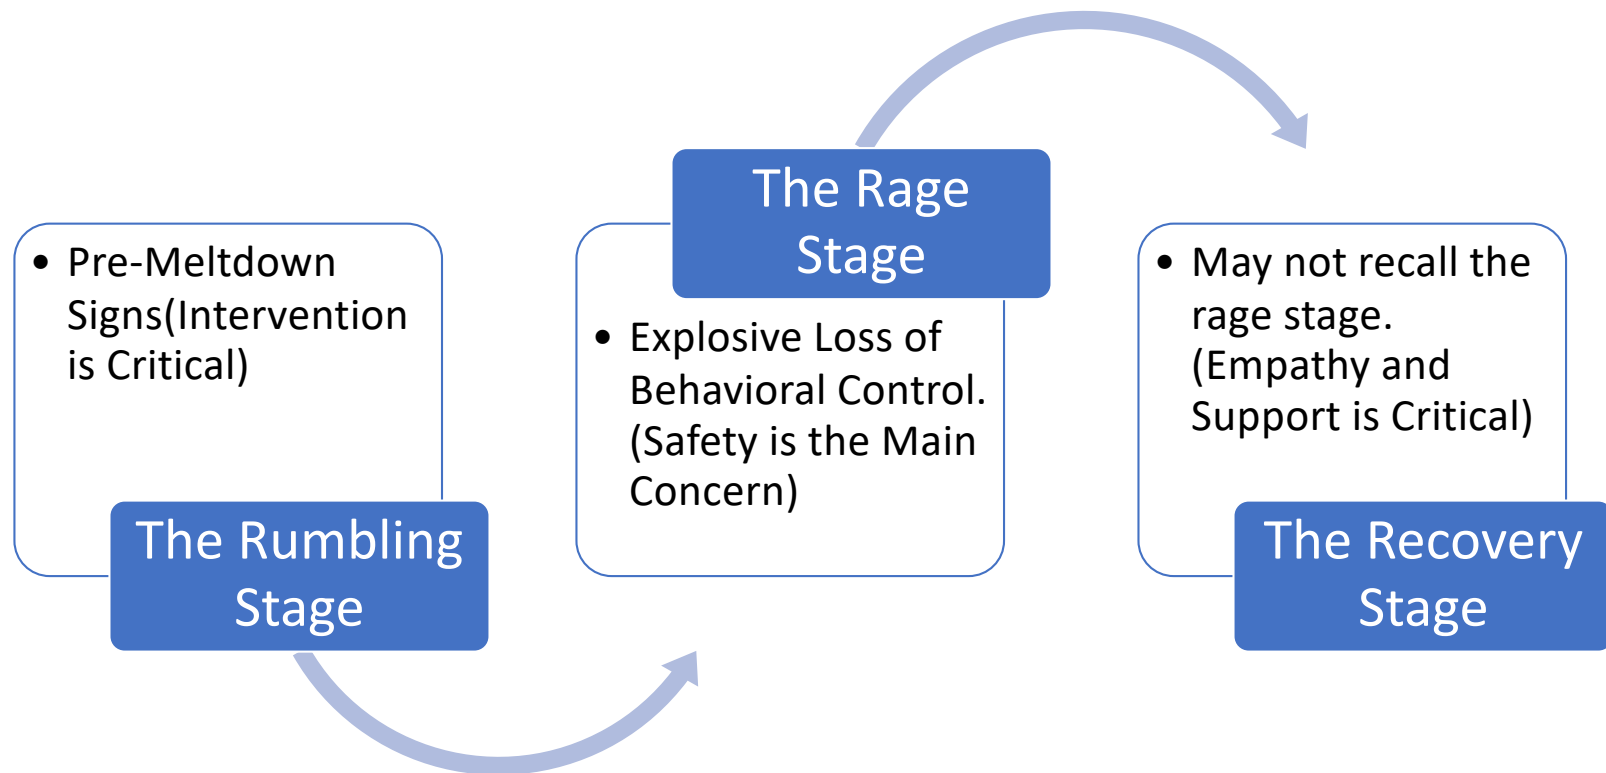 • Pre-Meltdown
Signs(Intervention
is Critical)
The Rumbling
Stage
The Rage
Stage
• Explosive Loss of
Behavioral Control.
(Safety is the Main
Concern)
• May not recall the
rage stage.
(Empathy and
Support is Critical)
The Recovery
Stage